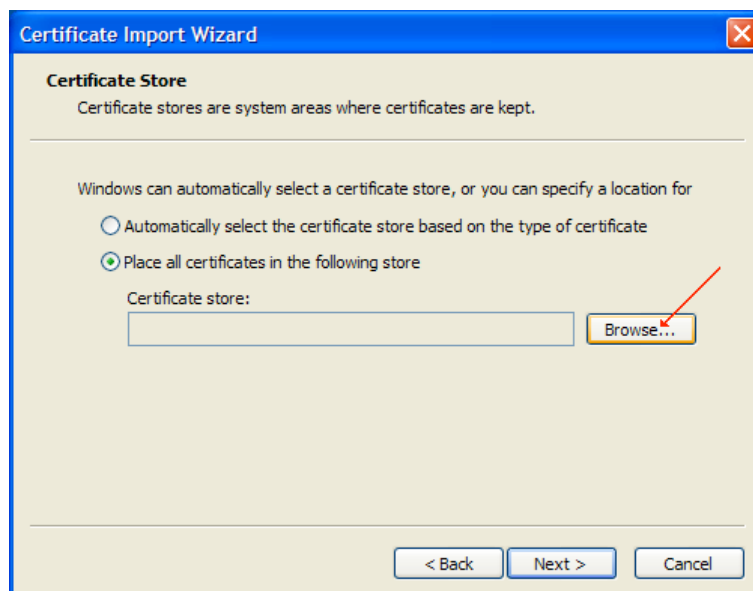 Certificate Import Wizard
Certificate Store
Certificate stores are system areas where certificates are kept.
Windows can automatically select a certificate store, or you can specify a location for
Automatically select the certificate store based on the type of certificate
Place all certificates in the following store
Certificate store:
Browse...
< Back Next > Cancel